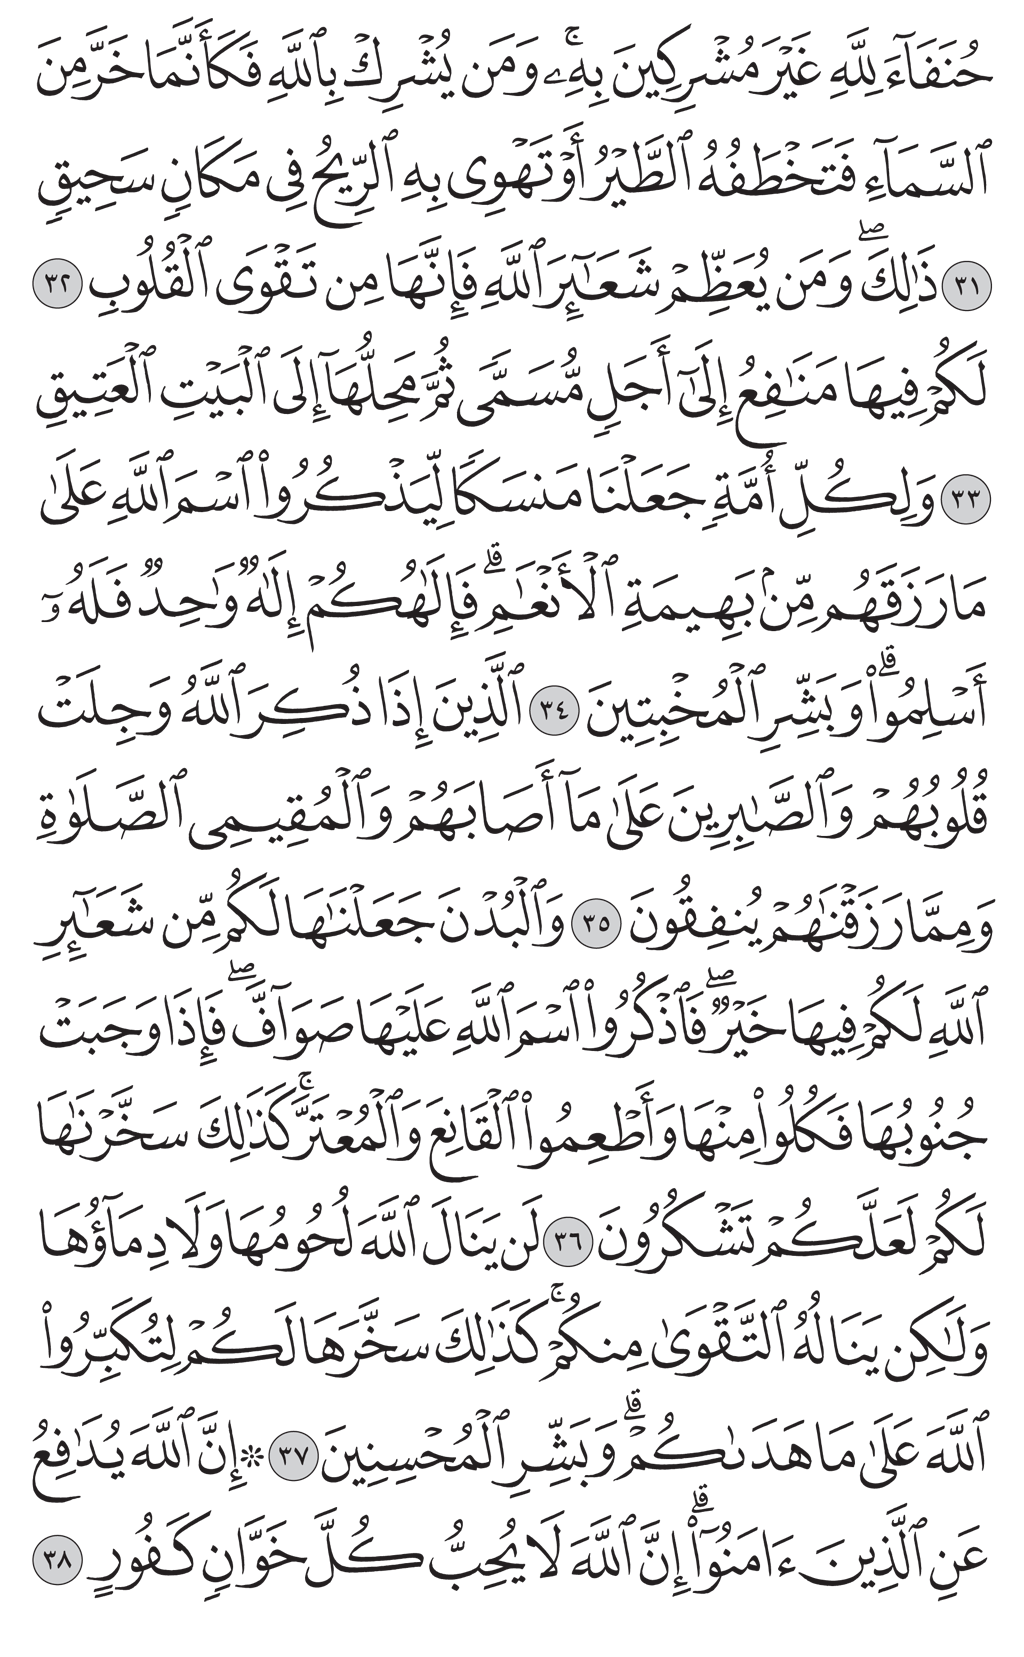 حُنَفَآءَ لِلَّهِ غَيْرَ مُشْرِكِينَ بِهِۦۚ وَمَن يُشْرِكْ بِٱللَّهِ فَكَأَنَّمَا خَرَّ مِنَ
ٱلسَّمَآءِ فَتَخْطَفُهُ ٱلطَّيْرُ أَوْ تَهْوِى بِهِ ٱلرِّيحُ فِى مَكَانٖ سَحِيقٖ
٣١ ذَٰلِكَۖ وَمَن يُعَظِّمْ شَعَـٰٓئِرَ ٱللَّهِ فَإِنَّهَا مِن تَقْوَى ٱلْقُلُوبِ ٣٢
لَكُمْ فِيهَا مَنَـٰفِعُ إِلَىٰٓ أَجَلٖ مُّسَمّٗى ثُمَّ مَحِلُّهَآ إِلَى ٱلْبَيْتِ ٱلْعَتِيقِ
٣٣ وَلِكُلِّ أُمَّةٖ جَعَلْنَا مَنسَكٗا لِّيَذْكُرُوا۟ ٱسْمَ ٱللَّهِ عَلَىٰ
مَا رَزَقَهُم مِّنۢ بَهِيمَةِ ٱلْأَنْعَـٰمِۗ فَإِلَـٰهُكُمْ إِلَـٰهٞ وَٰحِدٞ فَلَهُۥٓ
أَسْلِمُوا۟ۗ وَبَشِّرِ ٱلْمُخْبِتِينَ ٣٤ ٱلَّذِينَ إِذَا ذُكِرَ ٱللَّهُ وَجِلَتْ
قُلُوبُهُمْ وَٱلصَّـٰبِرِينَ عَلَىٰ مَآ أَصَابَهُمْ وَٱلْمُقِيمِى ٱلصَّلَوٰةِ
وَمِمَّا رَزَقْنَـٰهُمْ يُنفِقُونَ ٣٥ وَٱلْبُدْنَ جَعَلْنَـٰهَا لَكُم مِّن شَعَـٰٓئِرِ
ٱللَّهِ لَكُمْ فِيهَا خَيْرٞۖ فَٱذْكُرُوا۟ ٱسْمَ ٱللَّهِ عَلَيْهَا صَوَآفَّۖ فَإِذَا وَجَبَتْ
جُنُوبُهَا فَكُلُوا۟ مِنْهَا وَأَطْعِمُوا۟ ٱلْقَانِعَ وَٱلْمُعْتَرَّۚ كَذَٰلِكَ سَخَّرْنَـٰهَا
لَكُمْ لَعَلَّكُمْ تَشْكُرُونَ ٣٦ لَن يَنَالَ ٱللَّهَ لُحُومُهَا وَلَا دِمَآؤُهَا
وَلَـٰكِن يَنَالُهُ ٱلتَّقْوَىٰ مِنكُمْۚ كَذَٰلِكَ سَخَّرَهَا لَكُمْ لِتُكَبِّرُوا۟
ٱللَّهَ عَلَىٰ مَا هَدَىٰكُمْۗ وَبَشِّرِ ٱلْمُحْسِنِينَ ٣٧ ۞ إِنَّ ٱللَّهَ يُدَٰفِعُ
عَنِ ٱلَّذِينَ ءَامَنُوٓا۟ۗ إِنَّ ٱللَّهَ لَا يُحِبُّ كُلَّ خَوَّانٖ كَفُورٍ ٣٨